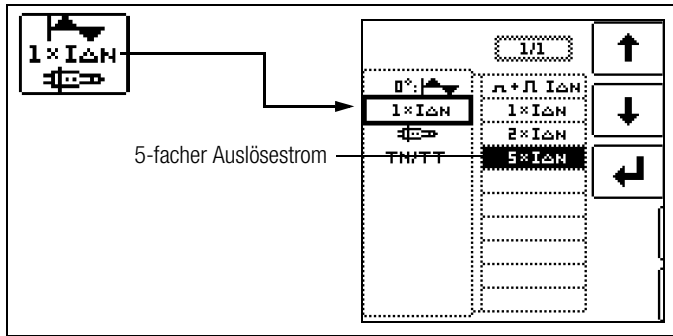 1×IΔN
1/1
0°:
1×IΔN
TN/TT
+ IΔN
1×IΔN
2×IΔN
5×IΔN
5-facher Auslösestrom